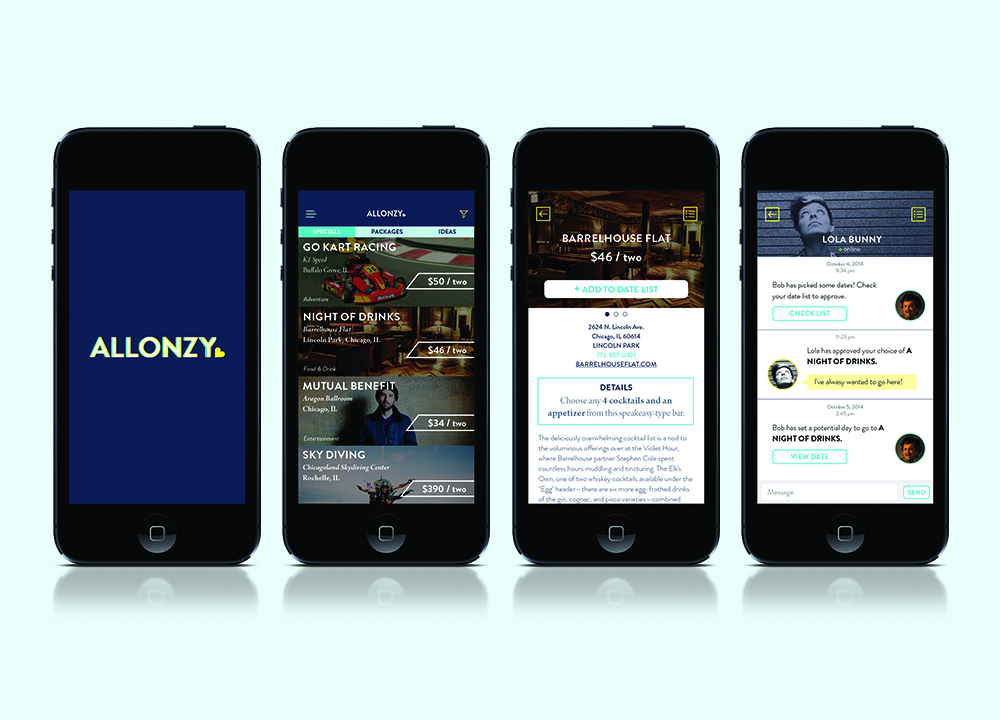 ALLONZY
ALLONZY
SPECIALS
PACKAGES
IDEAS
GO KART RACING
K1 Speed
Buffalo Grove, IL
$50 / two
Adventure
NIGHT OF DRINKS
Barrelhouse Flat
Lincoln Park, Chicago, IL
$46 / two
Food & Drink
MUTUAL BENEFIT
Aragon Ballroom
Chicago, IL
$34 / two
Entertainment
SKY DIVING
Chicagoland Skydiving Center
Rochelle, IL
$390 / two
BARRELHOUSE FLAT
$46 / two
+ ADD TO DATE LIST
2624 N. Lincoln Ave.
Chicago, IL 60614
LINCOLN PARK
773-857-0421
BARRELHOUSEFLAT.COM
DETAILS
Choose any 4 cocktails and an
appetizer from this speakeasy-type bar.
The deliciously overwhelming cocktail list is a nod to
the voluminous offerings over at the Violet Hour,
where Barrelhouse partner Stephen Cole spent
countless hours muddling and tincturing. The Elk's
Own, one of two whiskey cocktails available under the
"Egg" header—there are six more egg-frothed drinks
of the gin, cognac, and pisco varieties—combined
LOLA BUNNY
online
October 4, 2014
9:34 pm
Bob has picked some dates! Check
your date list to approve.
CHECK LIST
11:23 pm
Lola has approved your choice of A
NIGHT OF DRINKS.
I've alwasy wanted to go here!
October 5, 2014
2:45 pm
Bob has set a potential day to go to A
NIGHT OF DRINKS.
VIEW DATE
Message
SEND